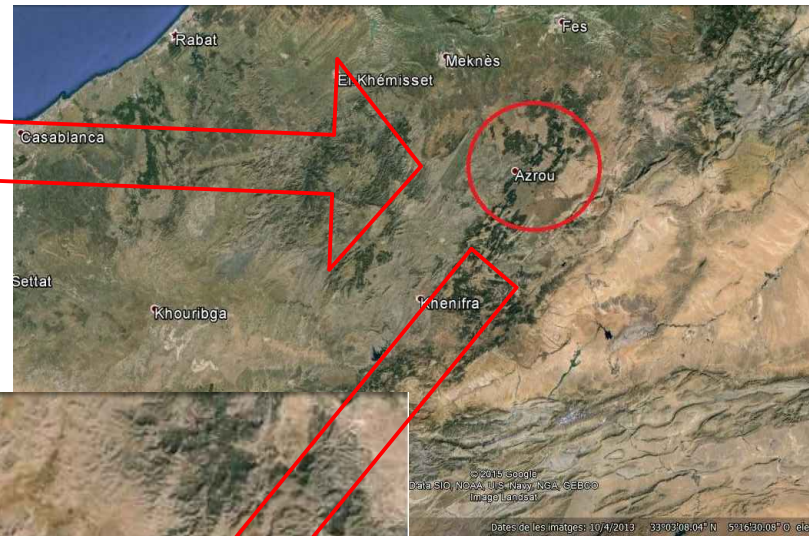 Rabat
Fes
Meknès
El Khémisset
Casablanca
Azrou
Settat
Khenifra
Khouribga
© 2015 Google
Data SIO, NOAA, U.S. Navy, NGA, GEBCO
Image Landsat
Dates de les imatges: 10/4/2013 33°03'08.04" N 5°16'30.08" O ele